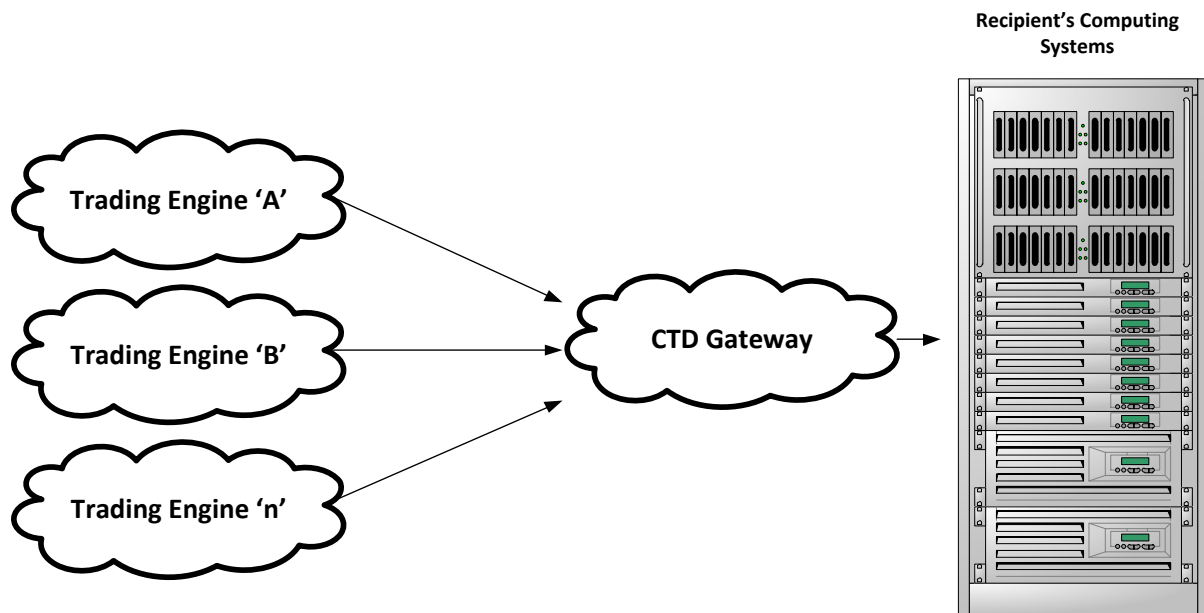 Recipient’s Computing
Systems
Trading Engine ‘A’
Trading Engine ‘B’
CTD Gateway
Trading Engine ‘n’